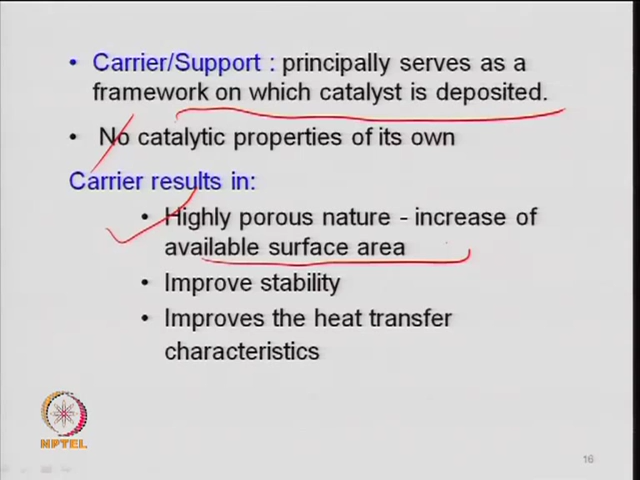 • Carrier/Support : principally serves as a
framework on which catalyst is deposited.
• No catalytic properties of its own
Carrier results in:
• Highly porous nature - increase of
available surface area
• Improve stability
• Improves the heat transfer
characteristics
NPTEL
16